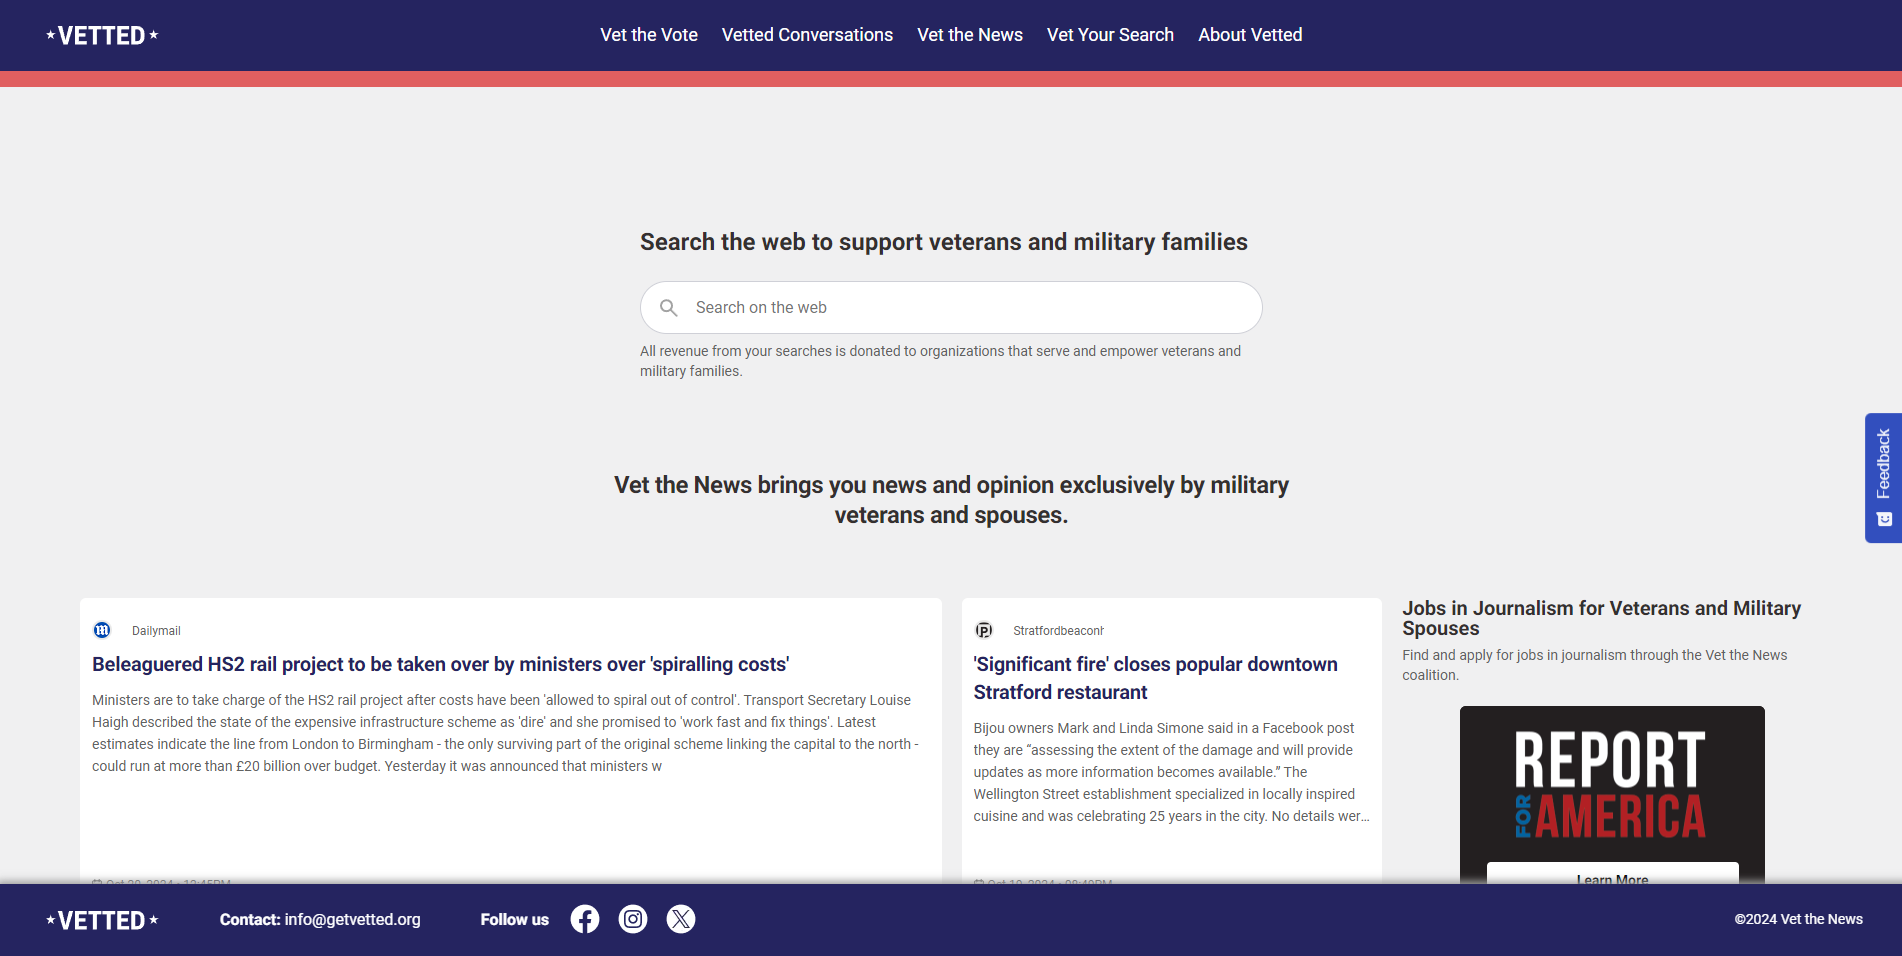 VETTED
Vet the Vote
Vetted Conversations
Vet the News
Vet Your Search
About Vetted
Search the web to support veterans and military families
Search on the web
All revenue from your searches is donated to organizations that serve and empower veterans and
military families.
Feedback
Vet the News brings you news and opinion exclusively by military
veterans and spouses.
Dailymail
Beleaguered HS2 rail project to be taken over by ministers over 'spiralling costs'
Ministers are to take charge of the HS2 rail project after costs have been 'allowed to spiral out of control'. Transport Secretary Louise
Haigh described the state of the expensive infrastructure scheme as 'dire' and she promised to 'work fast and fix things'. Latest
estimates indicate the line from London to Birmingham - the only surviving part of the original scheme linking the capital to the north -
could run at more than £20 billion over budget. Yesterday it was announced that ministers w
Stratfordbeaconh
'Significant fire' closes popular downtown
Stratford restaurant
Bijou owners Mark and Linda Simone said in a Facebook post
they are “assessing the extent of the damage and will provide
updates as more information becomes available.” The
Wellington Street establishment specialized in locally inspired
cuisine and was celebrating 25 years in the city. No details wer...
Jobs in Journalism for Veterans and Military
Spouses
Find and apply for jobs in journalism through the Vet the News
coalition.
REPORT
FOR AMERICA
Learn More
VETTED
Contact: info@getvetted.org
Follow us
©2024 Vet the News